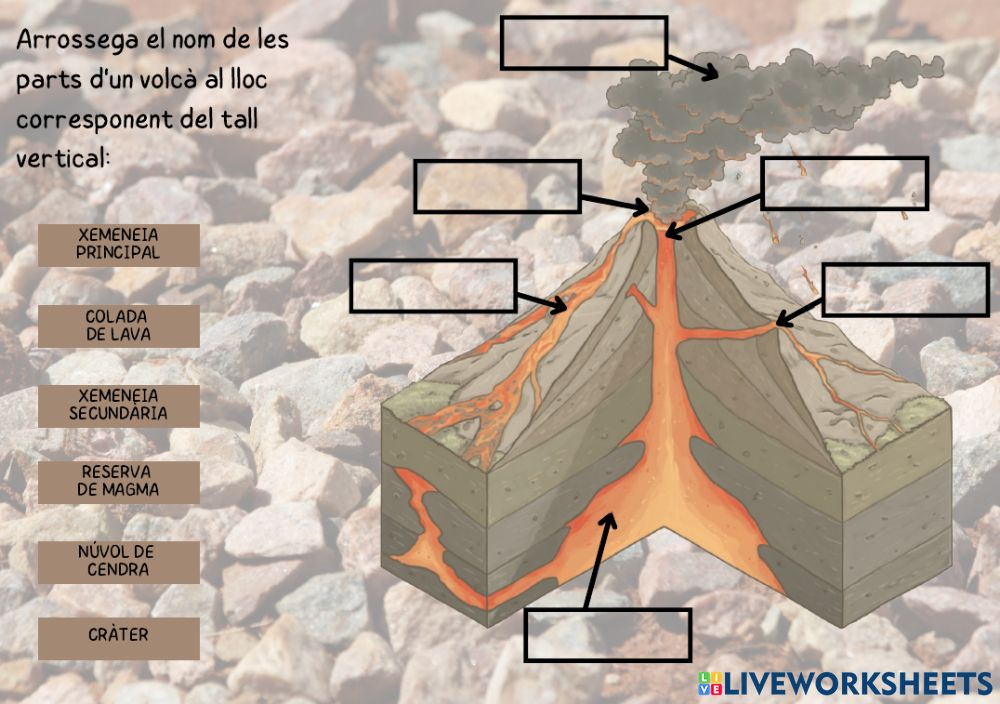 Arrossega el nom de les
parts d'un volcà al lloc
corresponent del tall
vertical:
XEMENEIA
PRINCIPAL
COLADA
DE LAVA
XEMENEIA
SECUNDÀRIA
RESERVA
DE MAGMA
NÚVOL DE
CENDRA
CRÀTER
LIVE LIVEWORKSHEETS